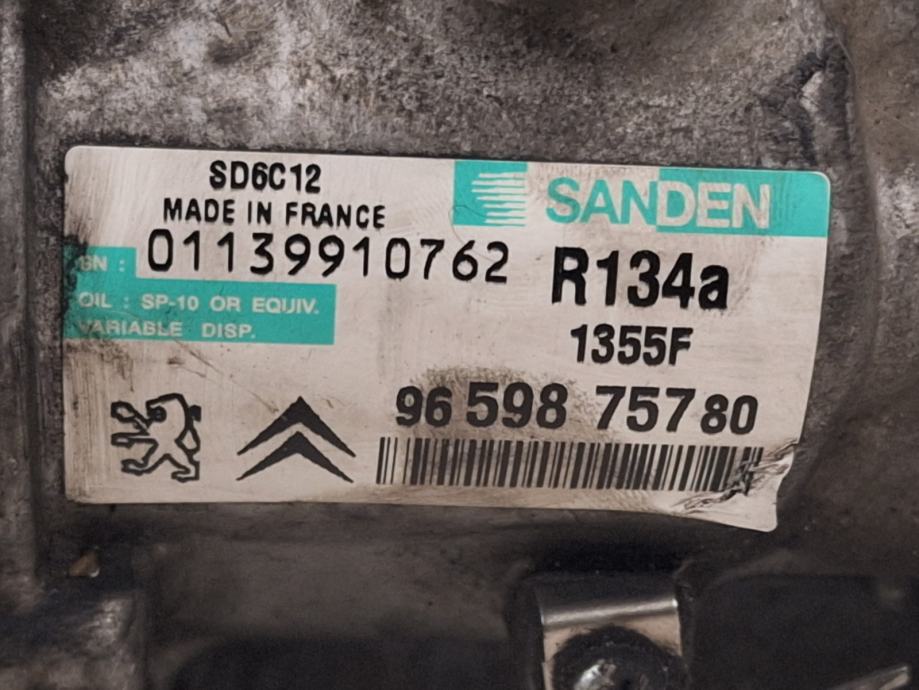 SD6C12
MADE IN FRANCE
SANDEN
SN : 01139910762
R134a
OIL : SP-10 OR EQUIV.
VARIABLE DISP.
1355F
96 598 757 80